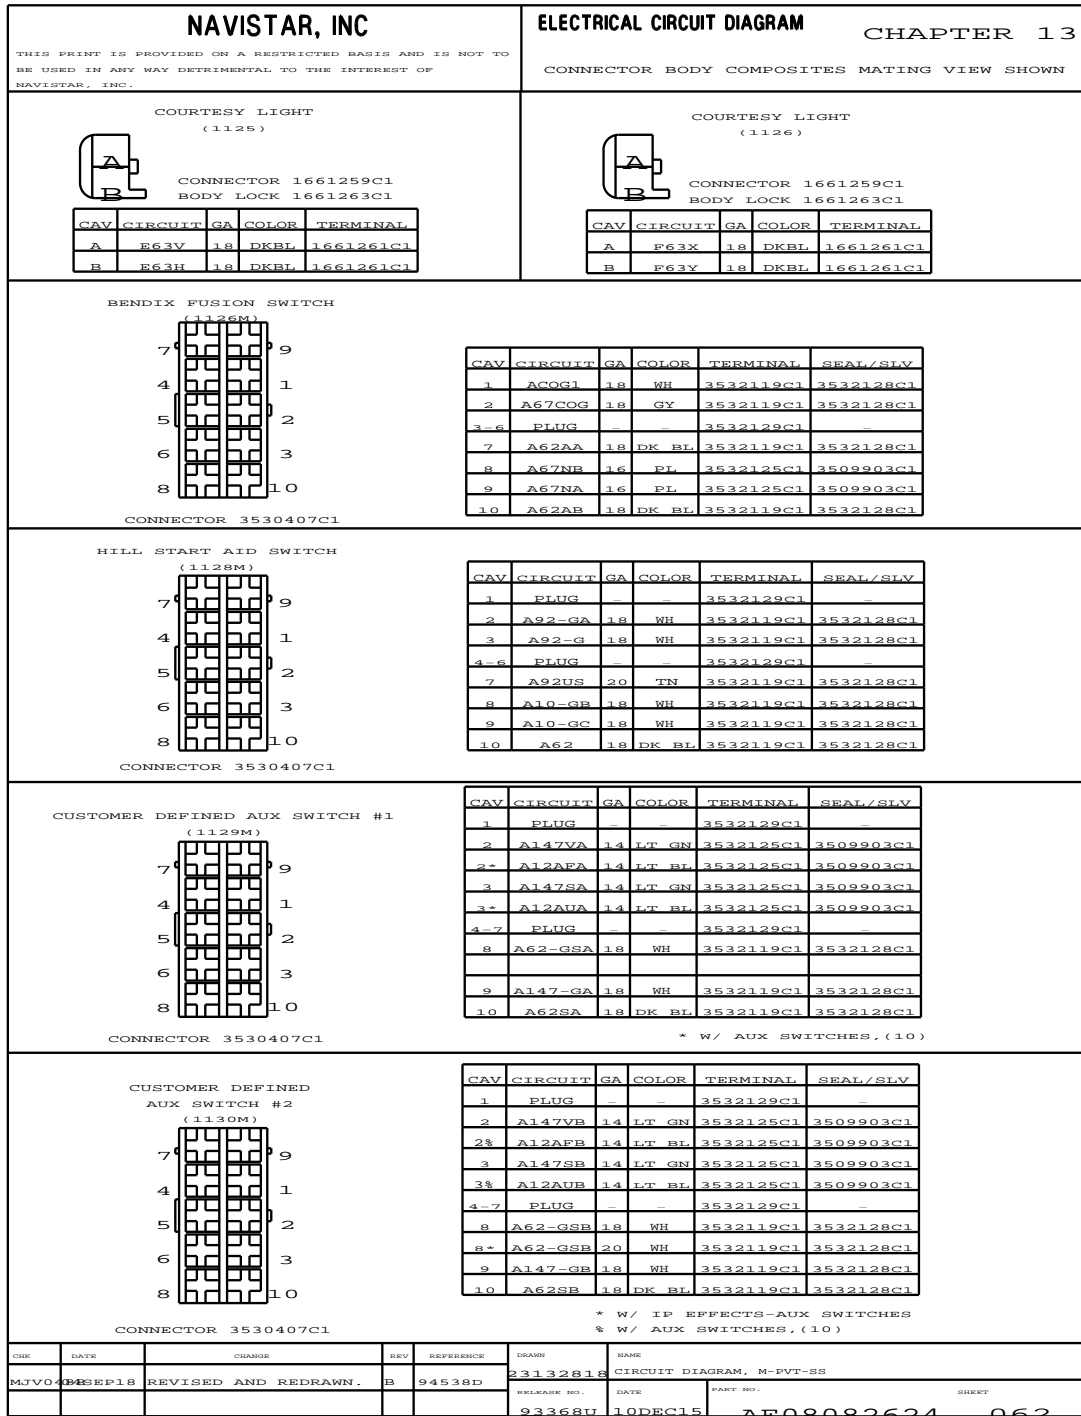 NAVISTAR, INC
THIS PRINT IS PROVIDED ON A RESTRICTED BASIS AND IS NOT TO
BE USED IN ANY WAY DETRIMENTAL TO THE INTEREST OF
NAVISTAR, INC.
ELECTRICAL CIRCUIT DIAGRAM
CHAPTER 13
CONNECTOR BODY COMPOSITES MATING VIEW SHOWN
COURTESY LIGHT
(1125)
A
B
CONNECTOR 1661259C1
BODY LOCK 1661263C1
CAV CIRCUIT GA COLOR TERMINAL
A E63V 18 DKBL 1661261C1
B E63H 18 DKBL 1661261C1
COURTESY LIGHT
(1126)
A
B
CONNECTOR 1661259C1
BODY LOCK 1661263C1
CAV CIRCUIT GA COLOR TERMINAL
A F63X 18 DKBL 1661261C1
B F63Y 18 DKBL 1661261C1
BENDIX FUSION SWITCH
(1126M)
7 9
4 1
5 2
6 3
8 10
CONNECTOR 3530407C1
CAV CIRCUIT GA COLOR TERMINAL SEAL/SLV
1 ACOG1 18 WH 3532119C1 3532128C1
2 A67COG 18 GY 3532119C1 3532128C1
3-6 PLUG - - 3532129C1 -
7 A62AA 18 DK BL 3532119C1 3532128C1
8 A67NB 16 PL 3532125C1 3509903C1
9 A67NA 16 PL 3532125C1 3509903C1
10 A62AB 18 DK BL 3532119C1 3532128C1
HILL START AID SWITCH
(1128M)
7 9
4 1
5 2
6 3
8 10
CONNECTOR 3530407C1
CAV CIRCUIT GA COLOR TERMINAL SEAL/SLV
1 PLUG - - 3532129C1 -
2 A92-GA 18 WH 3532119C1 3532128C1
3 A92-G 18 WH 3532119C1 3532128C1
4-6 PLUG - - 3532129C1 -
7 A92US 20 TN 3532119C1 3532128C1
8 A10-GB 18 WH 3532119C1 3532128C1
9 A10-GC 18 WH 3532119C1 3532128C1
10 A62 18 DK BL 3532119C1 3532128C1
CUSTOMER DEFINED AUX SWITCH #1
(1129M)
7 9
4 1
5 2
6 3
8 10
CONNECTOR 3530407C1
CAV CIRCUIT GA COLOR TERMINAL SEAL/SLV
1 PLUG - - 3532129C1 -
2 A147VA 14 LT GN 3532125C1 3509903C1
2* A12AFA 14 LT BL 3532125C1 3509903C1
3 A147SA 14 LT GN 3532125C1 3509903C1
3* A12AUA 14 LT BL 3532125C1 3509903C1
4-7 PLUG - - 3532129C1 -
8 A62-GSA 18 WH 3532119C1 3532128C1
9 A147-GA 18 WH 3532119C1 3532128C1
10 A62SA 18 DK BL 3532119C1 3532128C1
* W/ AUX SWITCHES,(10)
CUSTOMER DEFINED
AUX SWITCH #2
(1130M)
7 9
4 1
5 2
6 3
8 10
CONNECTOR 3530407C1
CAV CIRCUIT GA COLOR TERMINAL SEAL/SLV
1 PLUG - - 3532129C1 -
2 A147VB 14 LT GN 3532125C1 3509903C1
2% A12AFB 14 LT BL 3532125C1 3509903C1
3 A147SB 14 LT GN 3532125C1 3509903C1
3% A12AUB 14 LT BL 3532125C1 3509903C1
4-7 PLUG - - 3532129C1 -
8 A62-GSB 18 WH 3532119C1 3532128C1
8* A62-GSB 20 WH 3532119C1 3532128C1
9 A147-GB 18 WH 3532119C1 3532128C1
10 A62SB 18 DK BL 3532119C1 3532128C1
* W/ IP EFFECTS-AUX SWITCHES
% W/ AUX SWITCHES,(10)
CHK DATE CHANGE REV REFERENCE
REVISED AND REDRAWN. B 94538D
DRAWN
23132818
NAME
CIRCUIT DIAGRAM, M-PVT-SS
RELEASE NO.
93368U
DATE
10DEC15
PART NO.
AF08082624
SHEET
062